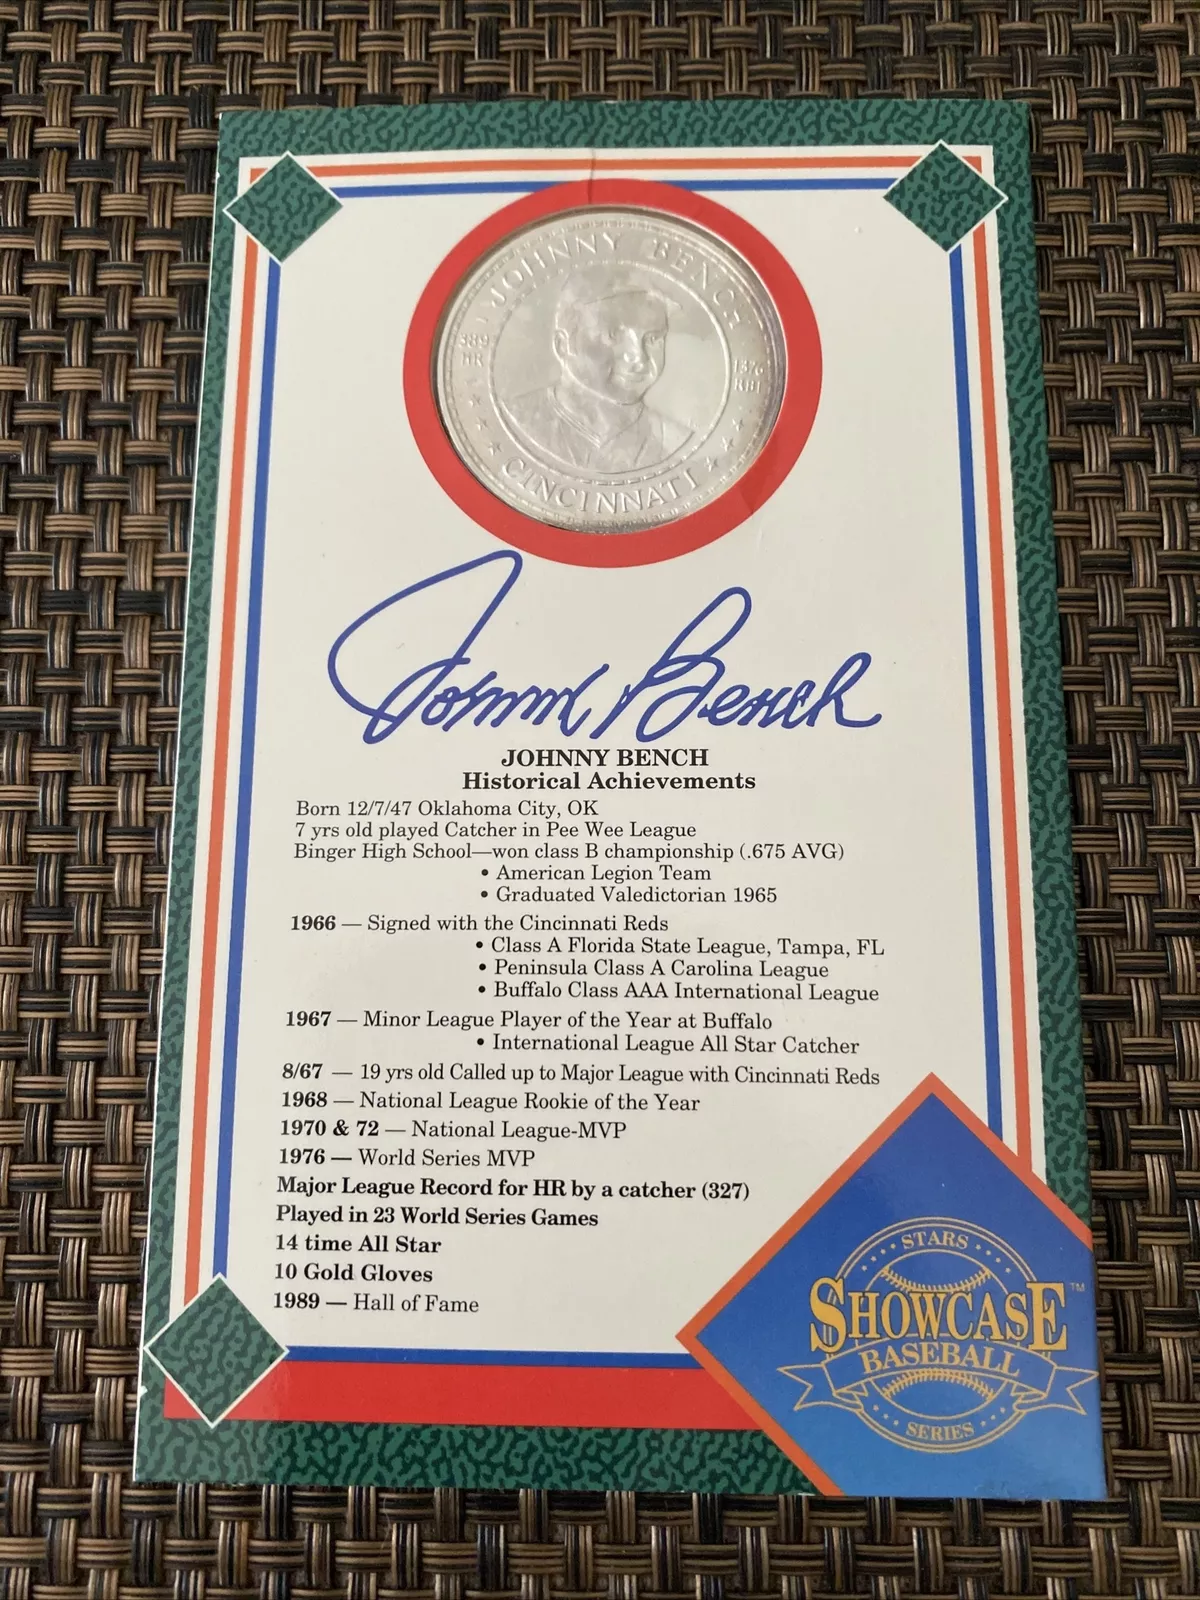 JOHNNY BENCH
389
HR
1376
RBI
CINCINNATI
Johnny Bench
JOHNNY BENCH
Historical Achievements
Born 12/7/47 Oklahoma City, OK
7 yrs old played Catcher in Pee Wee League
Binger High School—won class B championship (.675 AVG)
• American Legion Team
• Graduated Valedictorian 1965
1966 — Signed with the Cincinnati Reds
• Class A Florida State League, Tampa, FL
• Peninsula Class A Carolina League
• Buffalo Class AAA International League
1967 — Minor League Player of the Year at Buffalo
• International League All Star Catcher
8/67 — 19 yrs old Called up to Major League with Cincinnati Reds
1968 — National League Rookie of the Year
1970 & 72 — National League-MVP
1976 — World Series MVP
Major League Record for HR by a catcher (327)
Played in 23 World Series Games
14 time All Star
10 Gold Gloves
1989 — Hall of Fame
STARS
SHOWCASE™
BASEBALL
SERIES